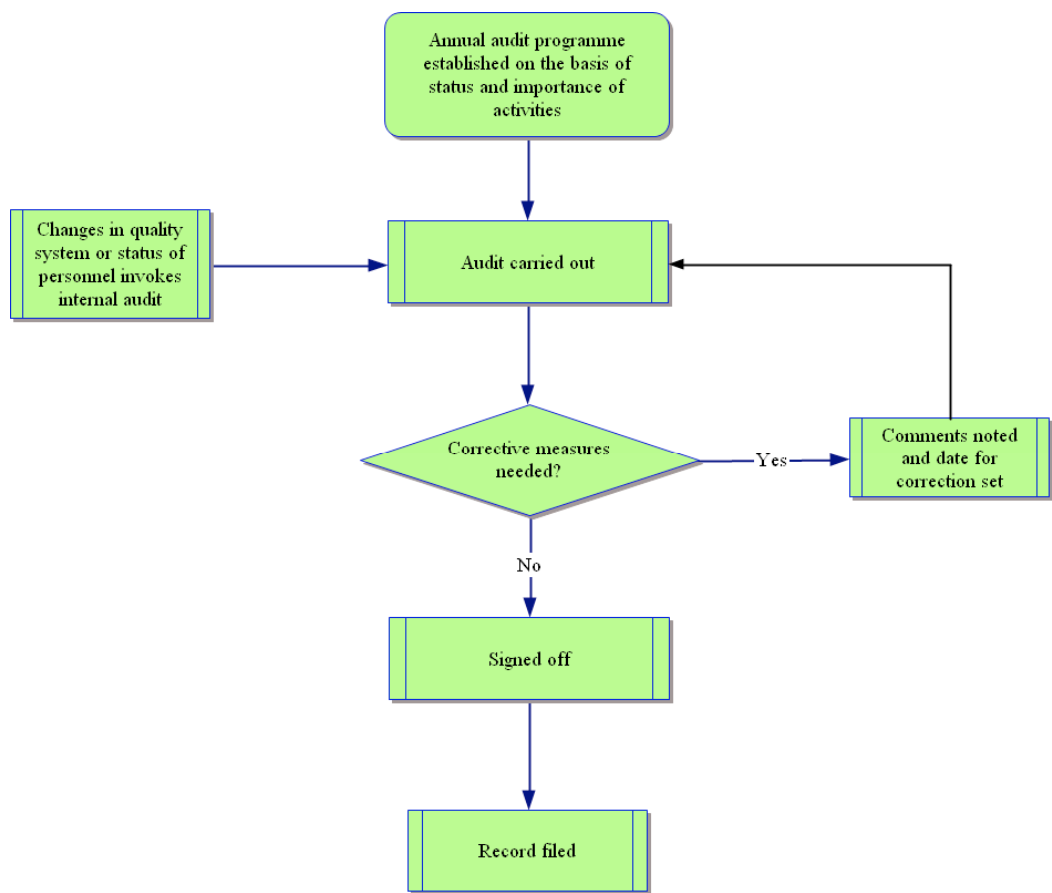 Annual audit programme
established on the basis of
status and importance of
activities
Changes in quality
system or status of
personnel invokes
internal audit
Audit carried out
Corrective measures
needed?
Yes
Comments noted
and date for
correction set
No
Signed off
Record filed